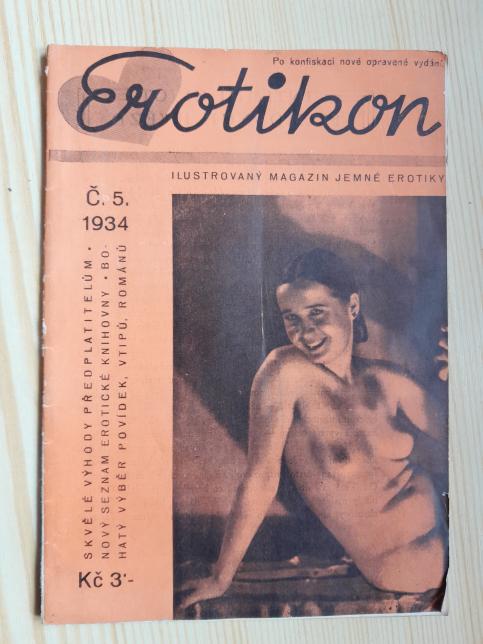 Po konfiskaci nové opravené vydání
Erotikon
ILUSTROVANÝ MAGAZIN JEMNÉ EROTIKY
Č. 5.
1934
SKVĚLÉ VÝHODY PŘEDPLATITELŮM •
NOVÝ SEZNAM EROTICKÉ KNIHOVNY • BO-
HATÝ VÝBĚR POVÍDEK, VTIPŮ, ROMÁNŮ
Kč 3·-